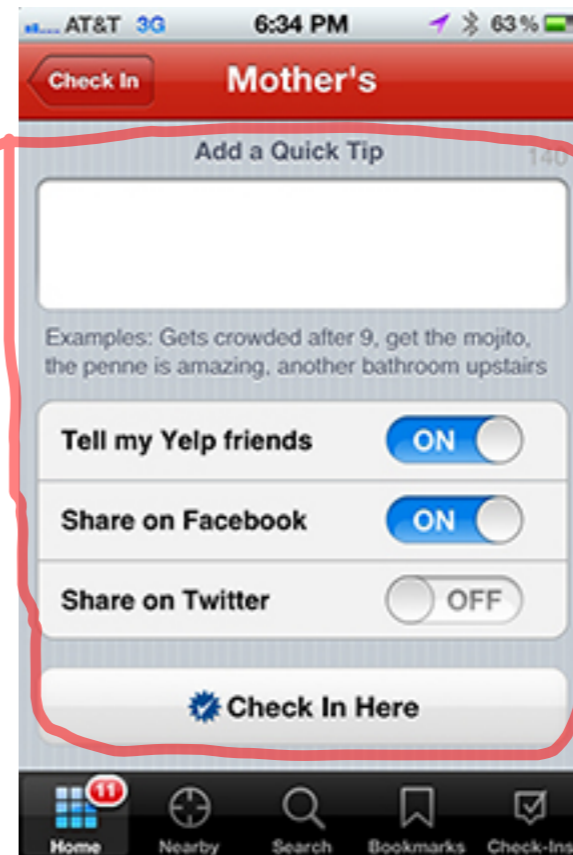 AT&T 3G 6:34 PM 63%
Check In Mother's
Add a Quick Tip 140
Examples: Gets crowded after 9, get the mojito,
the penne is amazing, another bathroom upstairs
Tell my Yelp friends ON
Share on Facebook ON
Share on Twitter OFF
Check In Here
11
Home Nearby Search Bookmarks Check-Ins